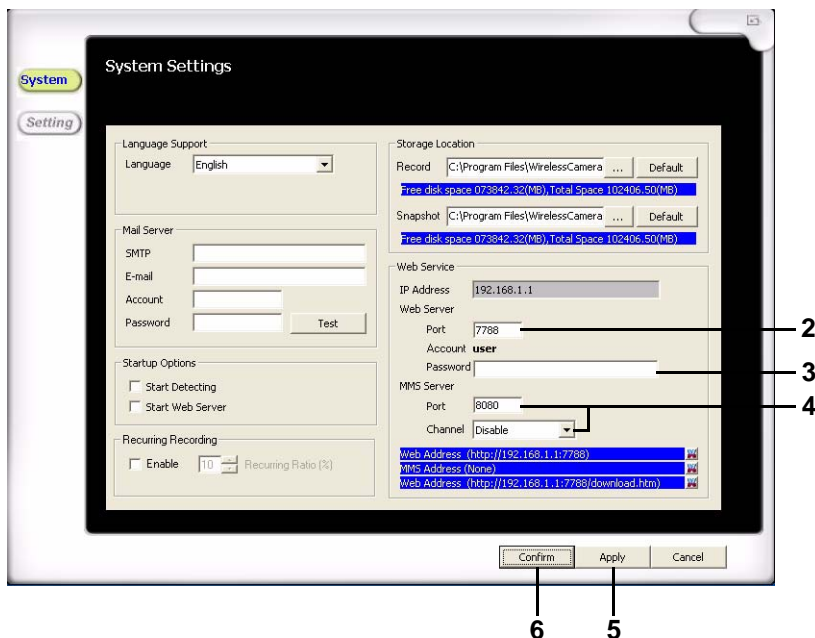 System Settings
System
Setting
Language Support
Language English
Mail Server
SMTP
E-mail
Account
Password Test
Startup Options
Start Detecting
Start Web Server
Recurring Recording
Enable 10 Recurring Ratio (%)
Storage Location
Record C:\Program Files\WirelessCamera ... Default
Free disk space 073842.32(MB),Total Space 102406.50(MB)
Snapshot C:\Program Files\WirelessCamera ... Default
Free disk space 073842.32(MB),Total Space 102406.50(MB)
Web Service
IP Address 192.168.1.1
Web Server
Port 7788
2
Account user
Password
3
MMS Server
Port 8080
4
Channel Disable
Web Address (http://192.168.1.1:7788)
MMS Address (None)
Web Address (http://192.168.1.1:7788/download.htm)
Confirm Apply Cancel
6 5